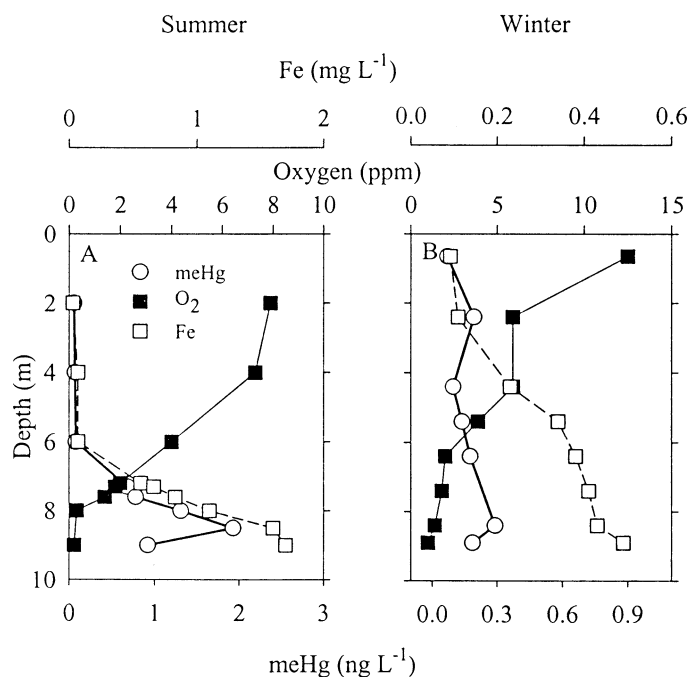 Summer Winter
Fe (mg L-1)
0 1 2 0.0 0.2 0.4 0.6
Oxygen (ppm)
0 2 4 6 8 10 0 5 10 15
0
A B
meHg
O2
Fe
2
4
6
8
10
Depth (m)
0 1 2 3 0.0 0.3 0.6 0.9
meHg (ng L-1)